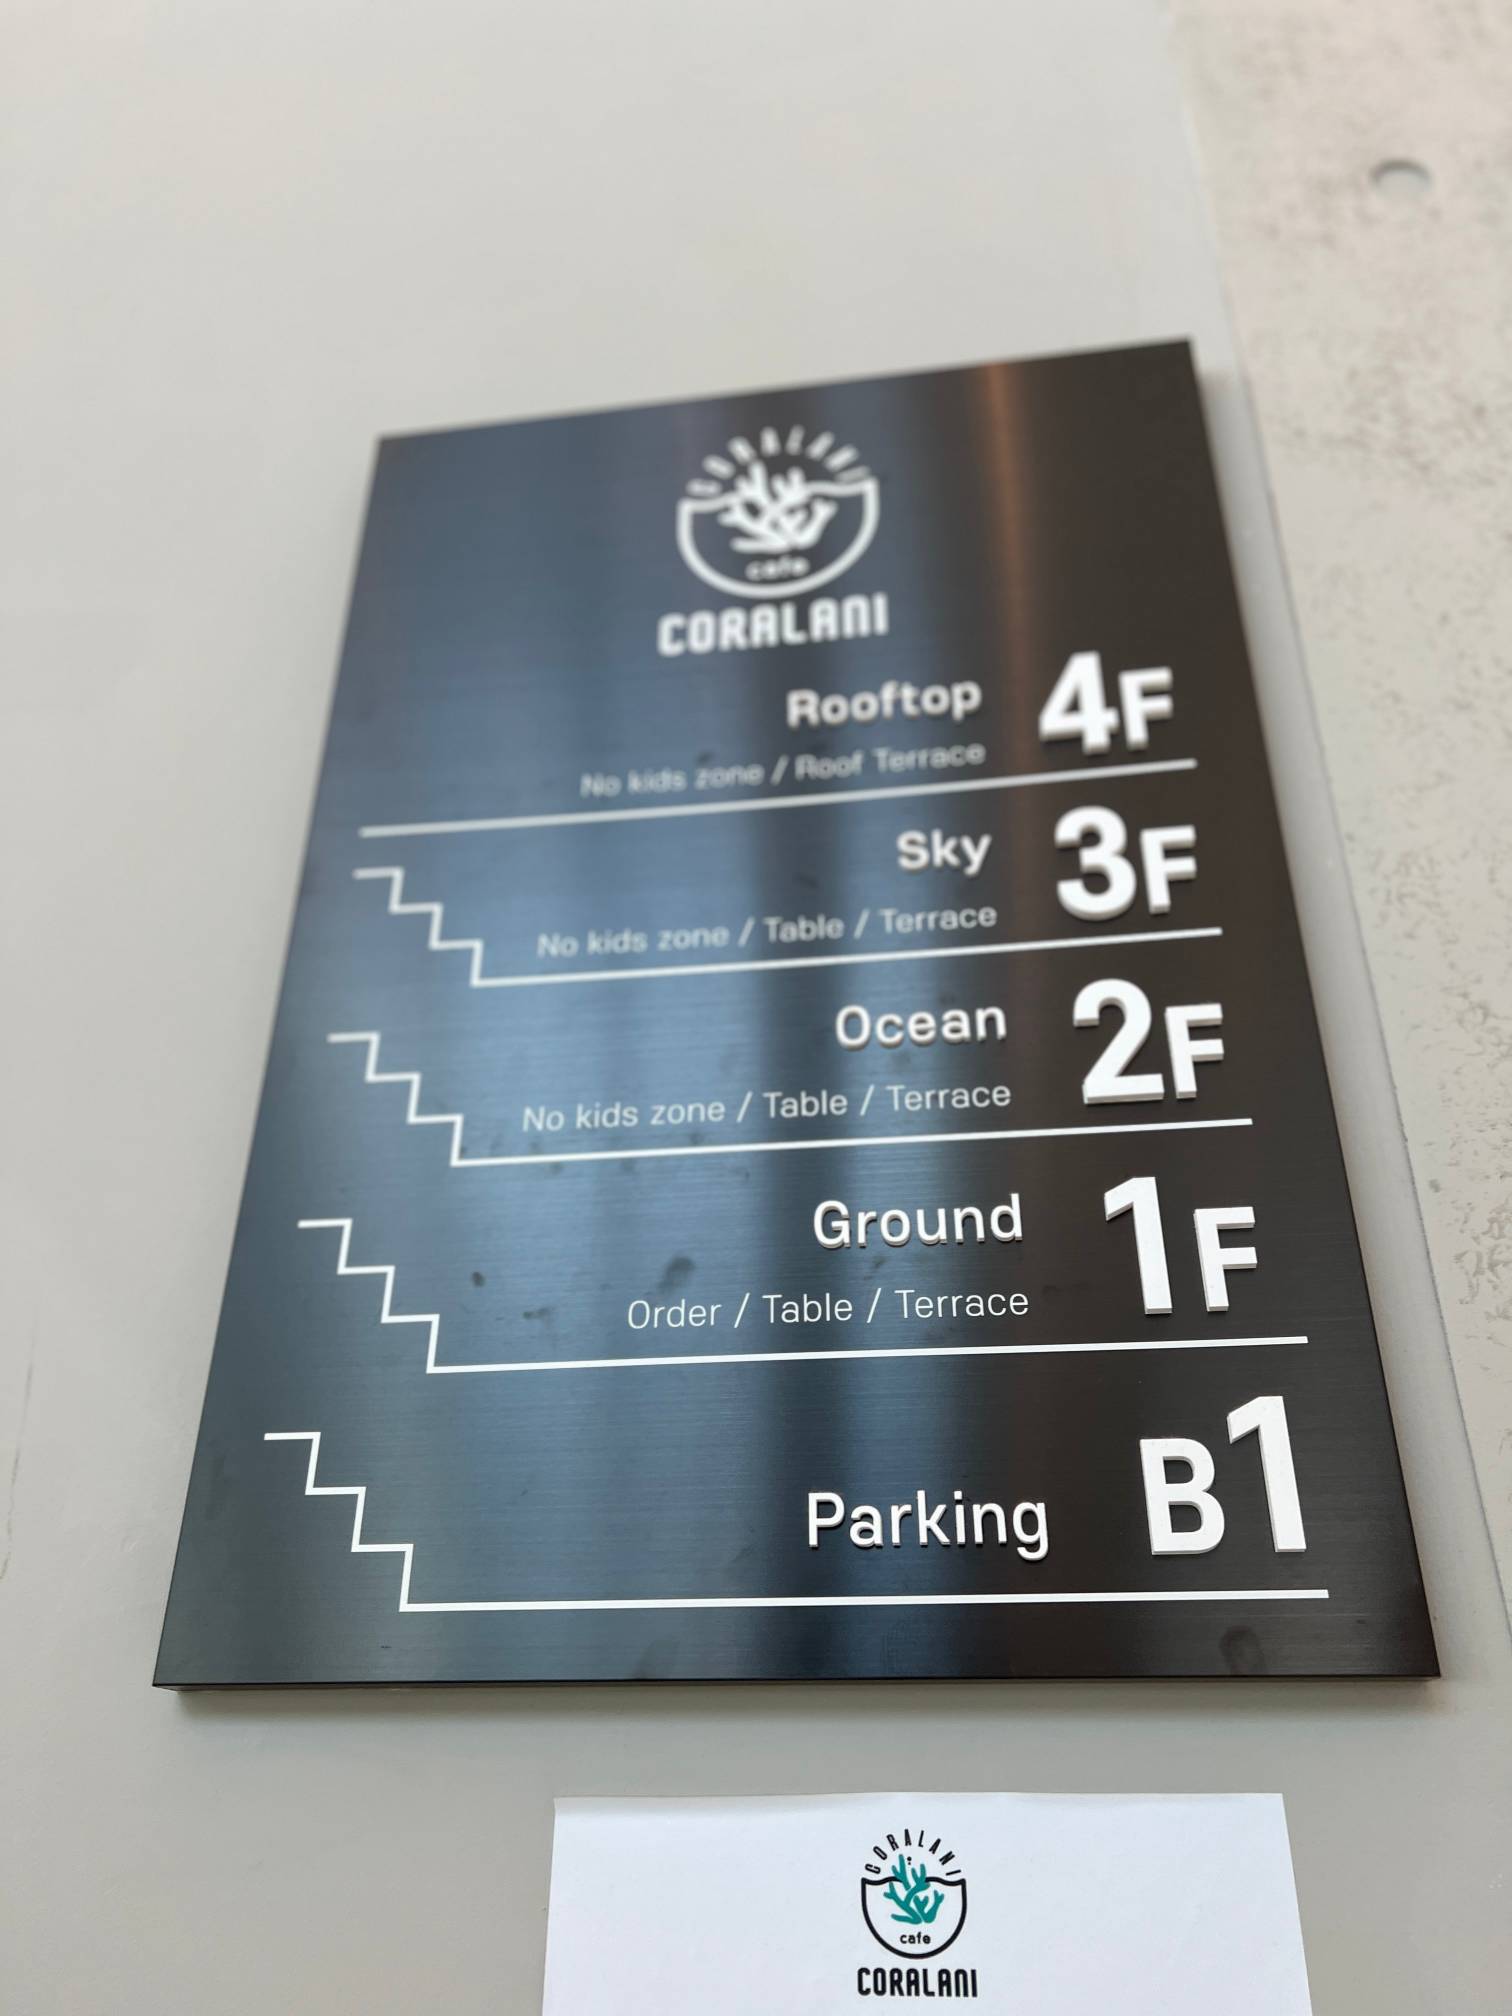 CORALANI
cafe
CORALANI
Rooftop 4F
No kids zone / Roof Terrace
Sky 3F
No kids zone / Table / Terrace
Ocean 2F
No kids zone / Table / Terrace
Ground 1F
Order / Table / Terrace
Parking B1
CORALANI
cafe
CORALANI